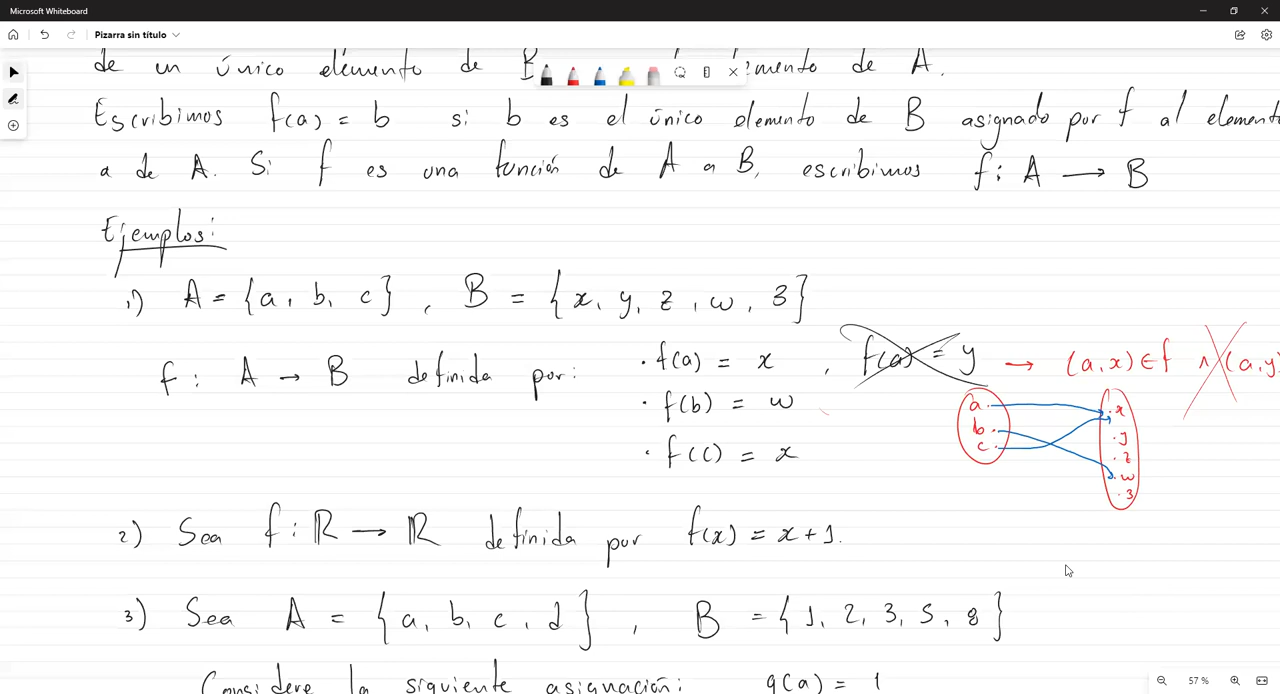 Microsoft Whiteboard
Pizarra sin título
de un único elemento de B elemento de A.
Escribimos f(a) = b si b es el único elemento de B asignado por f al elemento
a de A. Si f es una función de A a B, escribimos f: A → B
Ejemplos:
1) A = {a, b, c}, B = {x, y, z, w, 3}
f: A → B definida por: · f(a) = x, f(a) = y → (a,x) ∈ f ∧ (a,y)
· f(b) = w
· f(c) = x
a · · x
b · · y
c · · z
· w
· 3
2) Sea f: ℝ → ℝ definida por f(x) = x + 1.
3) Sea A = {a, b, c, d}, B = {1, 2, 3, 5, 8}
Considere la siguiente asignación: g(a) = 1
57 %